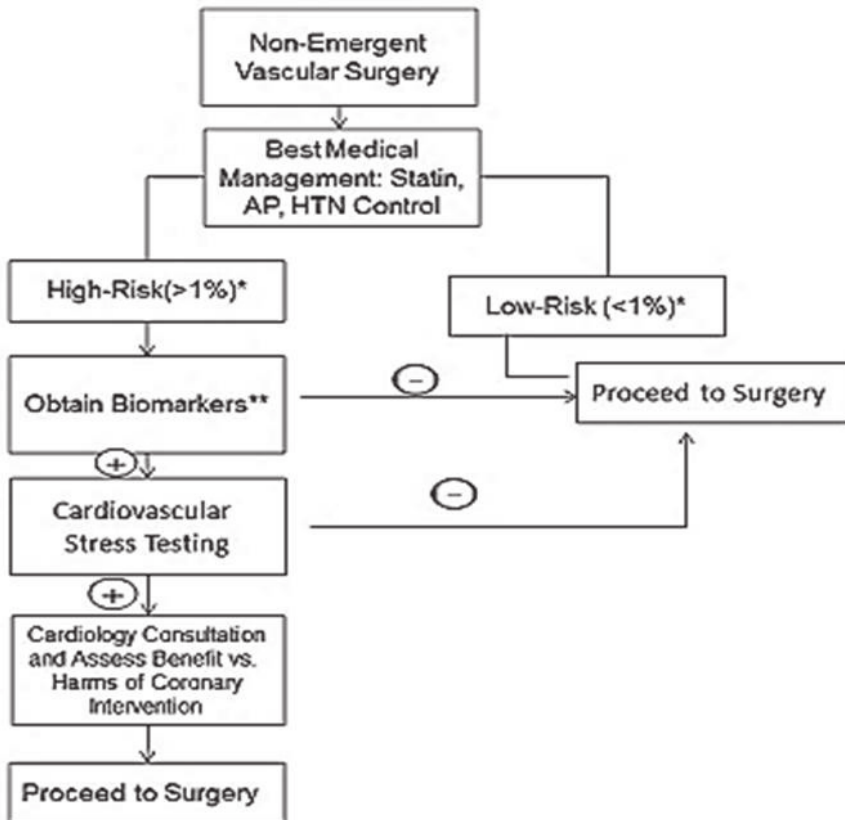 Non-Emergent
Vascular Surgery
Best Medical
Management: Statin,
AP, HTN Control
High-Risk(>1%)*
Low-Risk (<1%)*
Obtain Biomarkers**
−
Proceed to Surgery
+
Cardiovascular
Stress Testing
−
+
Cardiology Consultation
and Assess Benefit vs.
Harms of Coronary
Intervention
Proceed to Surgery